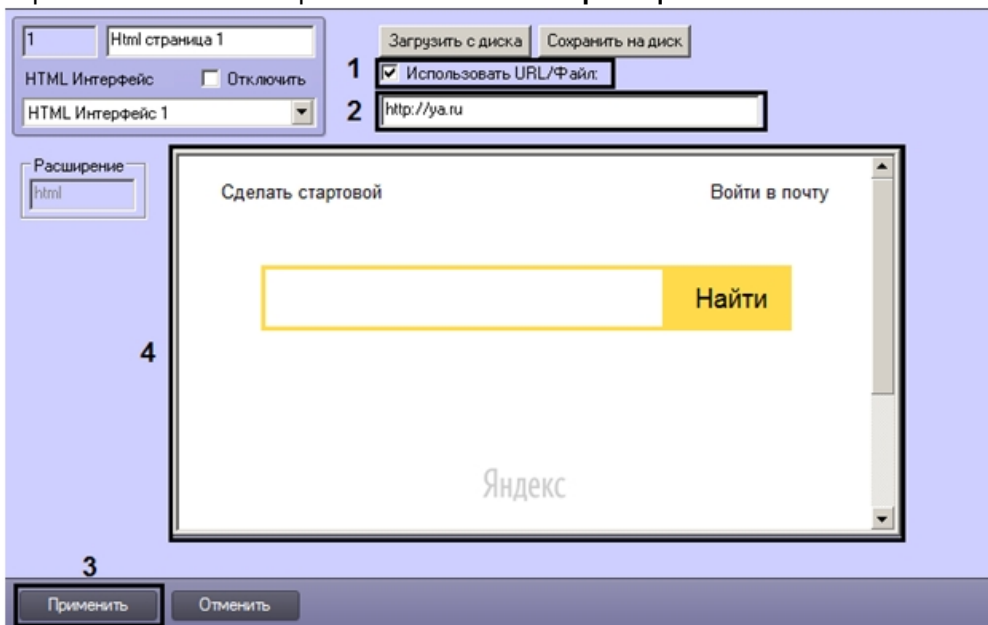 1 Html страница 1
HTML Интерфейс Отключить
HTML Интерфейс 1
Загрузить с диска Сохранить на диск
1 Использовать URL/Файл:
2 http://ya.ru
Расширение
html
Сделать стартовой Войти в почту
Найти
4
Яндекс
3
Применить Отменить